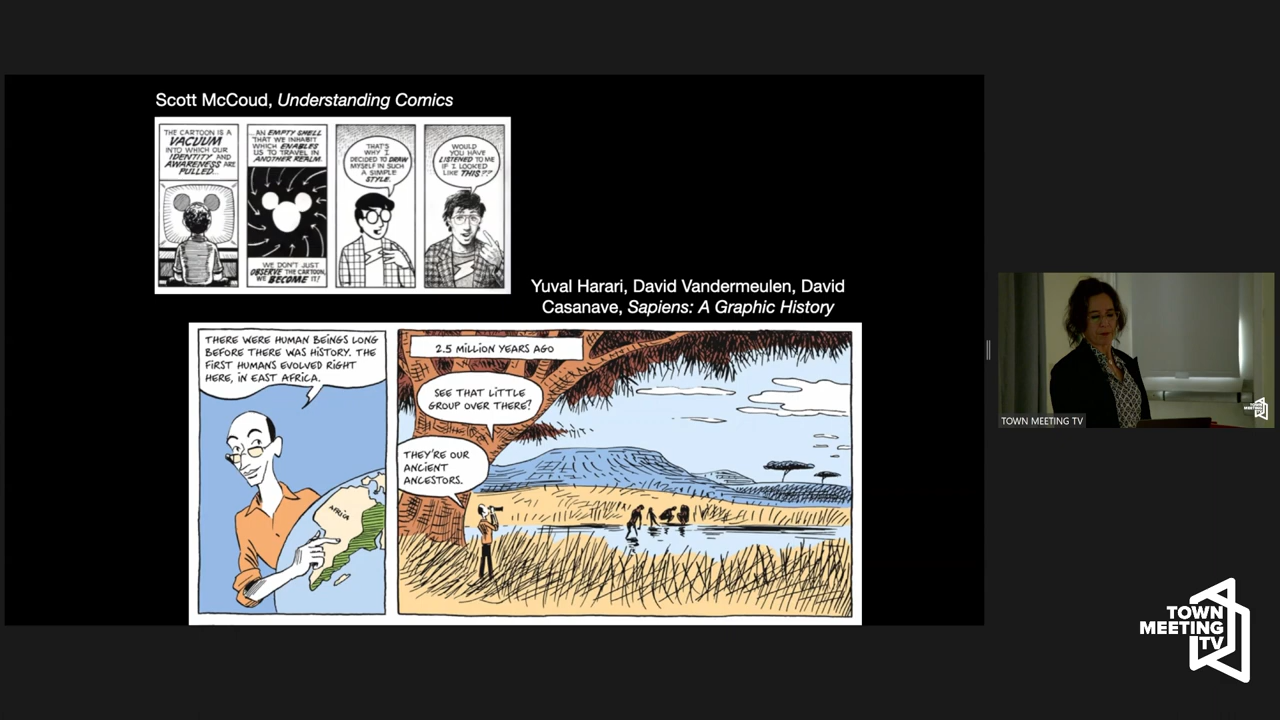 Scott McCoud, Understanding Comics
THE CARTOON IS A
VACUUM
INTO WHICH OUR
IDENTITY AND
AWARENESS ARE
PULLED...
...AN EMPTY SHELL
THAT WE INHABIT
WHICH ENABLES
US TO TRAVEL IN
ANOTHER REALM.
WE DON'T JUST
OBSERVE THE CARTOON,
WE BECOME IT!
THAT'S
WHY I
DECIDED TO DRAW
MYSELF IN SUCH
A SIMPLE
STYLE.
WOULD
YOU HAVE
LISTENED TO ME
IF I LOOKED
LIKE THIS??
Yuval Harari, David Vandermeulen, David
Casanave, Sapiens: A Graphic History
THERE WERE HUMAN BEINGS LONG
BEFORE THERE WAS HISTORY. THE
FIRST HUMANS EVOLVED RIGHT
HERE, IN EAST AFRICA.
AFRICA
2.5 MILLION YEARS AGO
SEE THAT LITTLE
GROUP OVER THERE?
THEY'RE OUR
ANCIENT
ANCESTORS.
TOWN
MEETING
TV
TOWN MEETING TV
TOWN
MEETING
TV